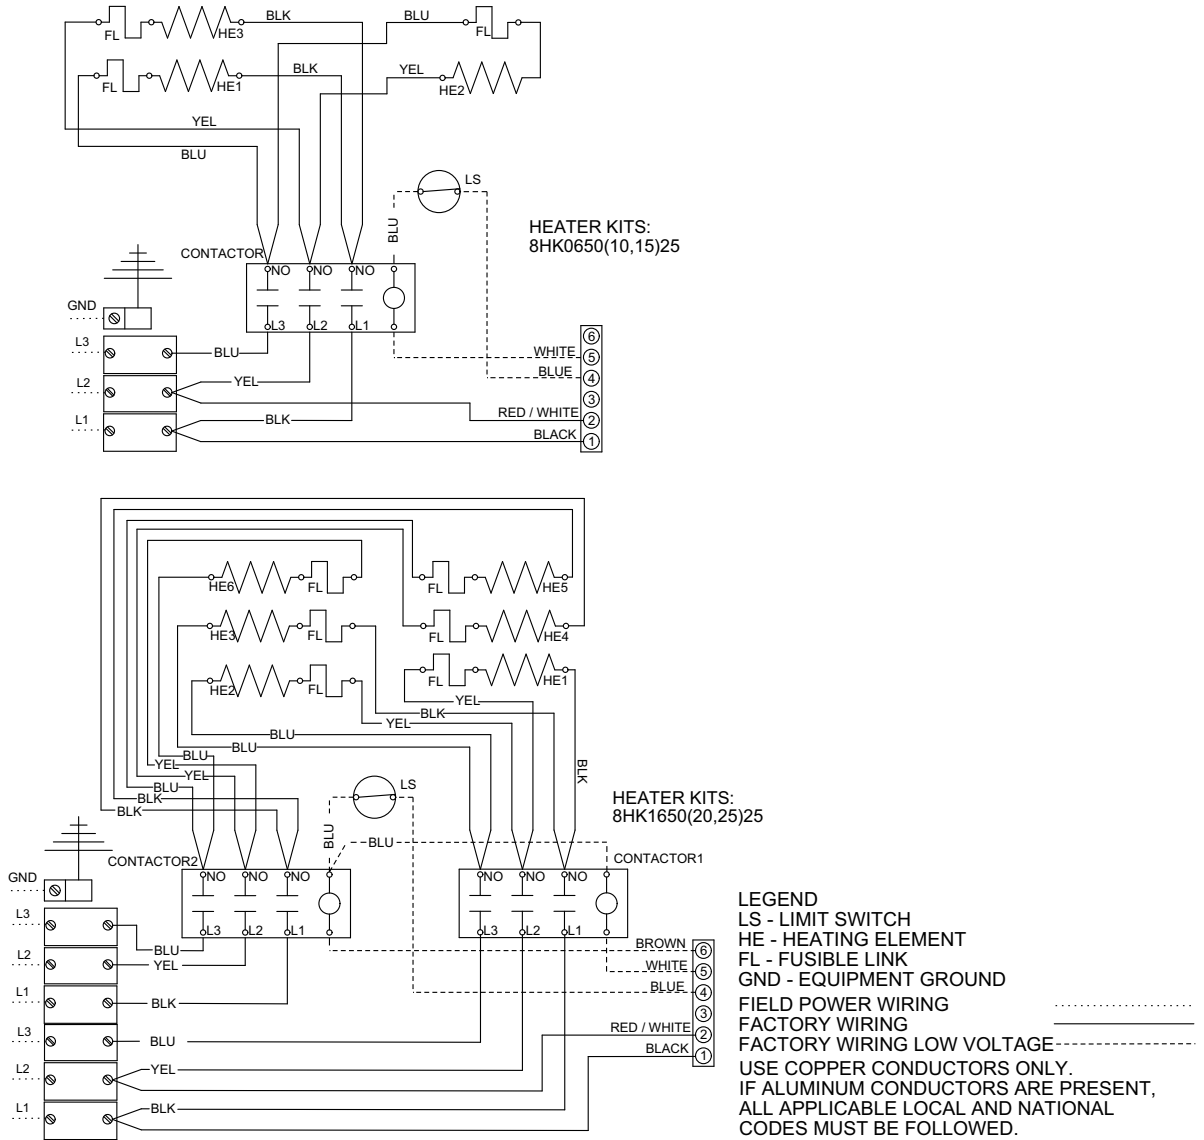 BLK
BLU
FL
HE3
FL
BLK
YEL
FL
HE1
HE2
YEL
BLU
LS
BLU
HEATER KITS:
8HK0650(10,15)25
CONTACTOR
NO NO NO
GND
L3 L2 L1
L3
BLU
6
WHITE 5
L2
YEL
BLUE 4
3
L1
BLK
RED / WHITE 2
BLACK 1
HE6 FL FL HE5
HE3 FL FL HE4
HE2 FL FL HE1
YEL
BLK
YEL
BLU
BLU
BLU
YEL
YEL
BLU
BLK
BLK
BLK
LS
HEATER KITS:
8HK1650(20,25)25
BLU
BLU
CONTACTOR2
CONTACTOR1
GND
NO NO NO
NO NO NO
L3
L3 L2 L1
L3 L2 L1
BLU
BROWN 6
L2
YEL
WHITE 5
L1
BLK
BLUE 4
3
L3
BLU
RED / WHITE 2
L2
YEL
BLACK 1
L1
BLK
LEGEND
LS - LIMIT SWITCH
HE - HEATING ELEMENT
FL - FUSIBLE LINK
GND - EQUIPMENT GROUND
FIELD POWER WIRING
FACTORY WIRING
FACTORY WIRING LOW VOLTAGE
USE COPPER CONDUCTORS ONLY.
IF ALUMINUM CONDUCTORS ARE PRESENT,
ALL APPLICABLE LOCAL AND NATIONAL
CODES MUST BE FOLLOWED.